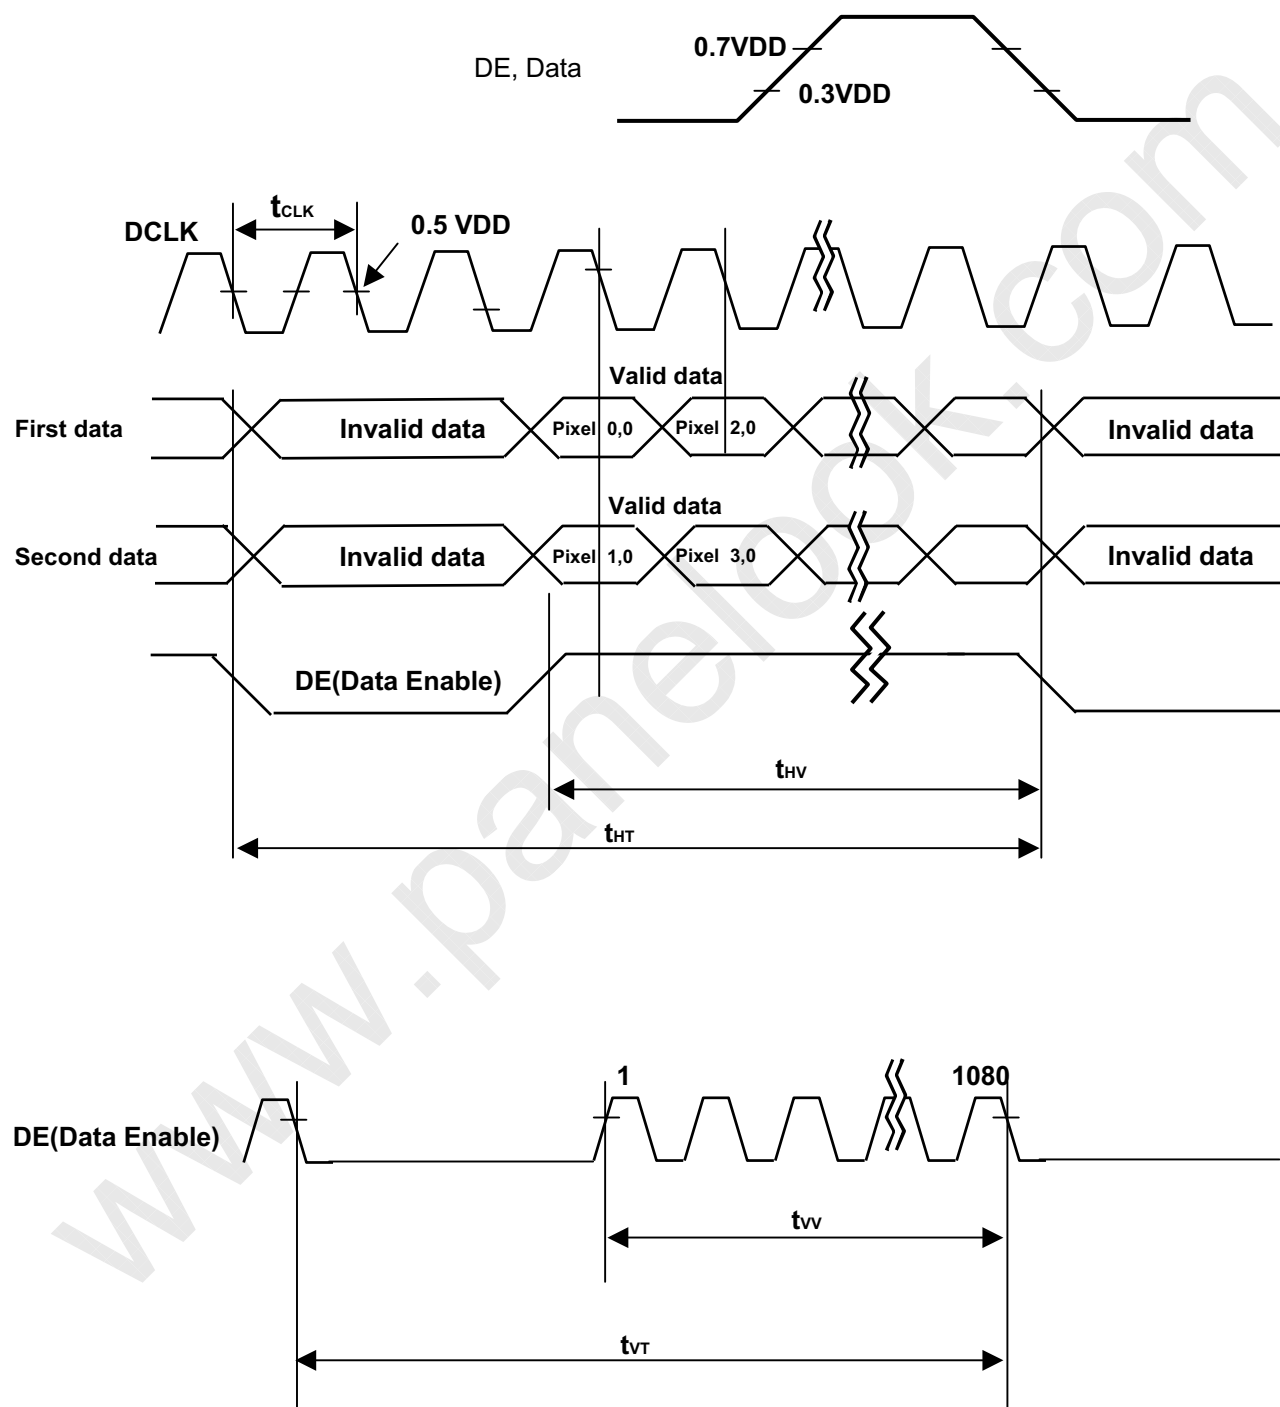 0.7VDD
DE, Data
0.3VDD
tCLK
DCLK
0.5 VDD
Valid data
First data
Invalid data
Pixel 0,0
Pixel 2,0
Invalid data
Valid data
Second data
Invalid data
Pixel 1,0
Pixel 3,0
Invalid data
DE(Data Enable)
tHV
tHT
1
1080
DE(Data Enable)
tVV
tVT
www.panelook.com